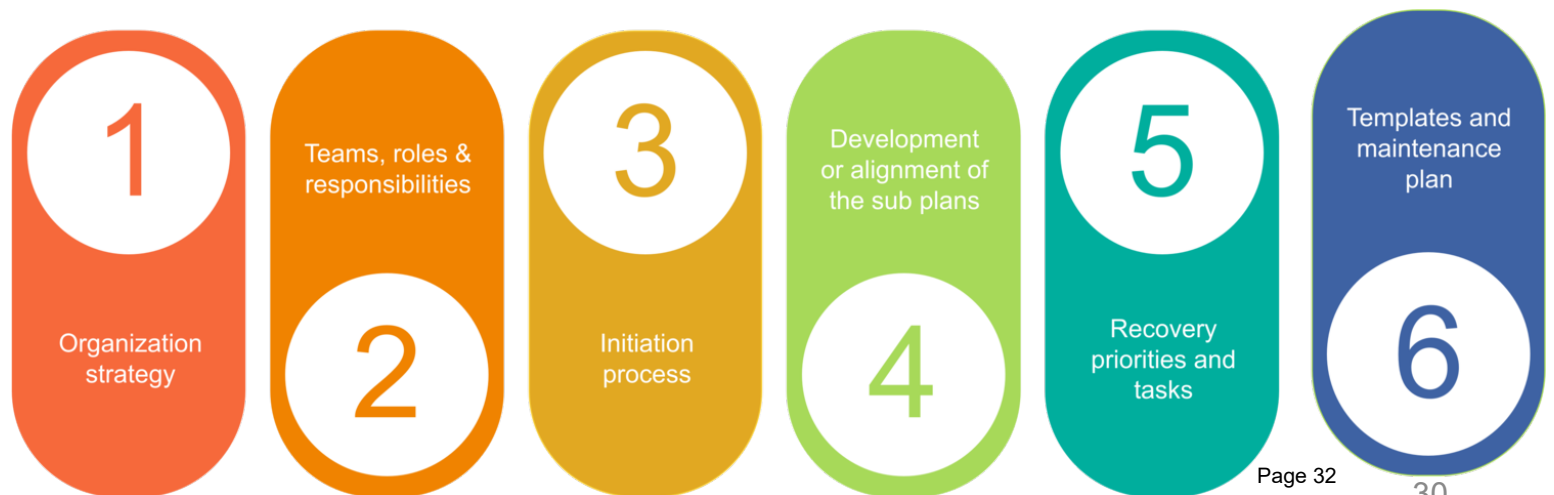 1
Organization
strategy
Teams, roles &
responsibilities
2
3
Initiation
process
Development
or alignment of
the sub plans
4
5
Recovery
priorities and
tasks
Templates and
maintenance
plan
6
Page 32
30